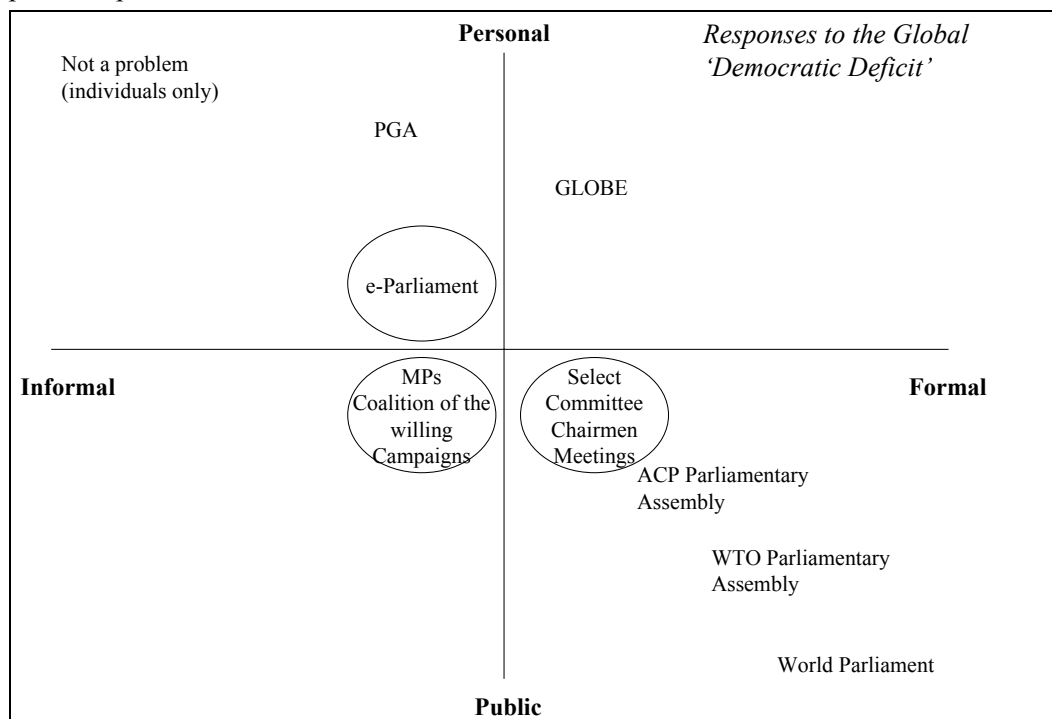 Personal
Responses to the Global
‘Democratic Deficit’
Not a problem
(individuals only)
PGA
GLOBE
e-Parliament
Informal
Formal
MPs
Coalition of the
willing
Campaigns
Select
Committee
Chairmen
Meetings
ACP Parliamentary
Assembly
WTO Parliamentary
Assembly
World Parliament
Public